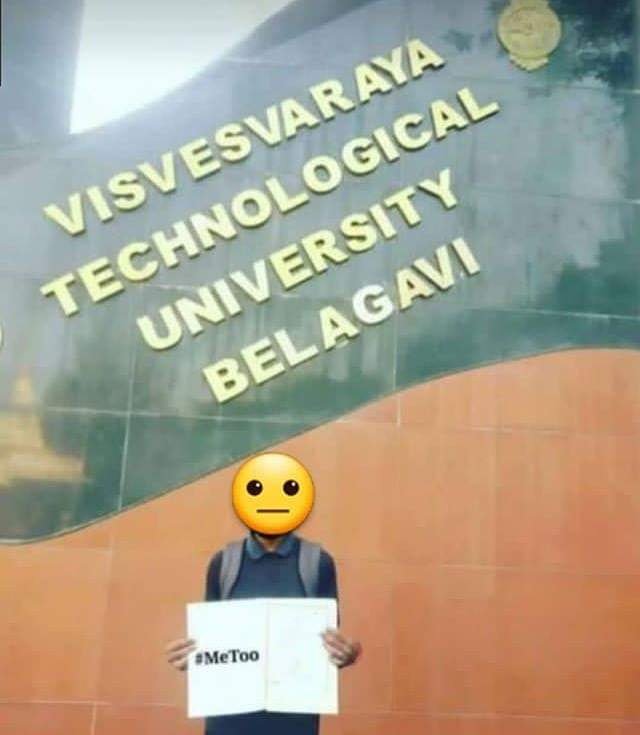 VISVESVARAYA
TECHNOLOGICAL
UNIVERSITY
BELAGAVI
#MeToo